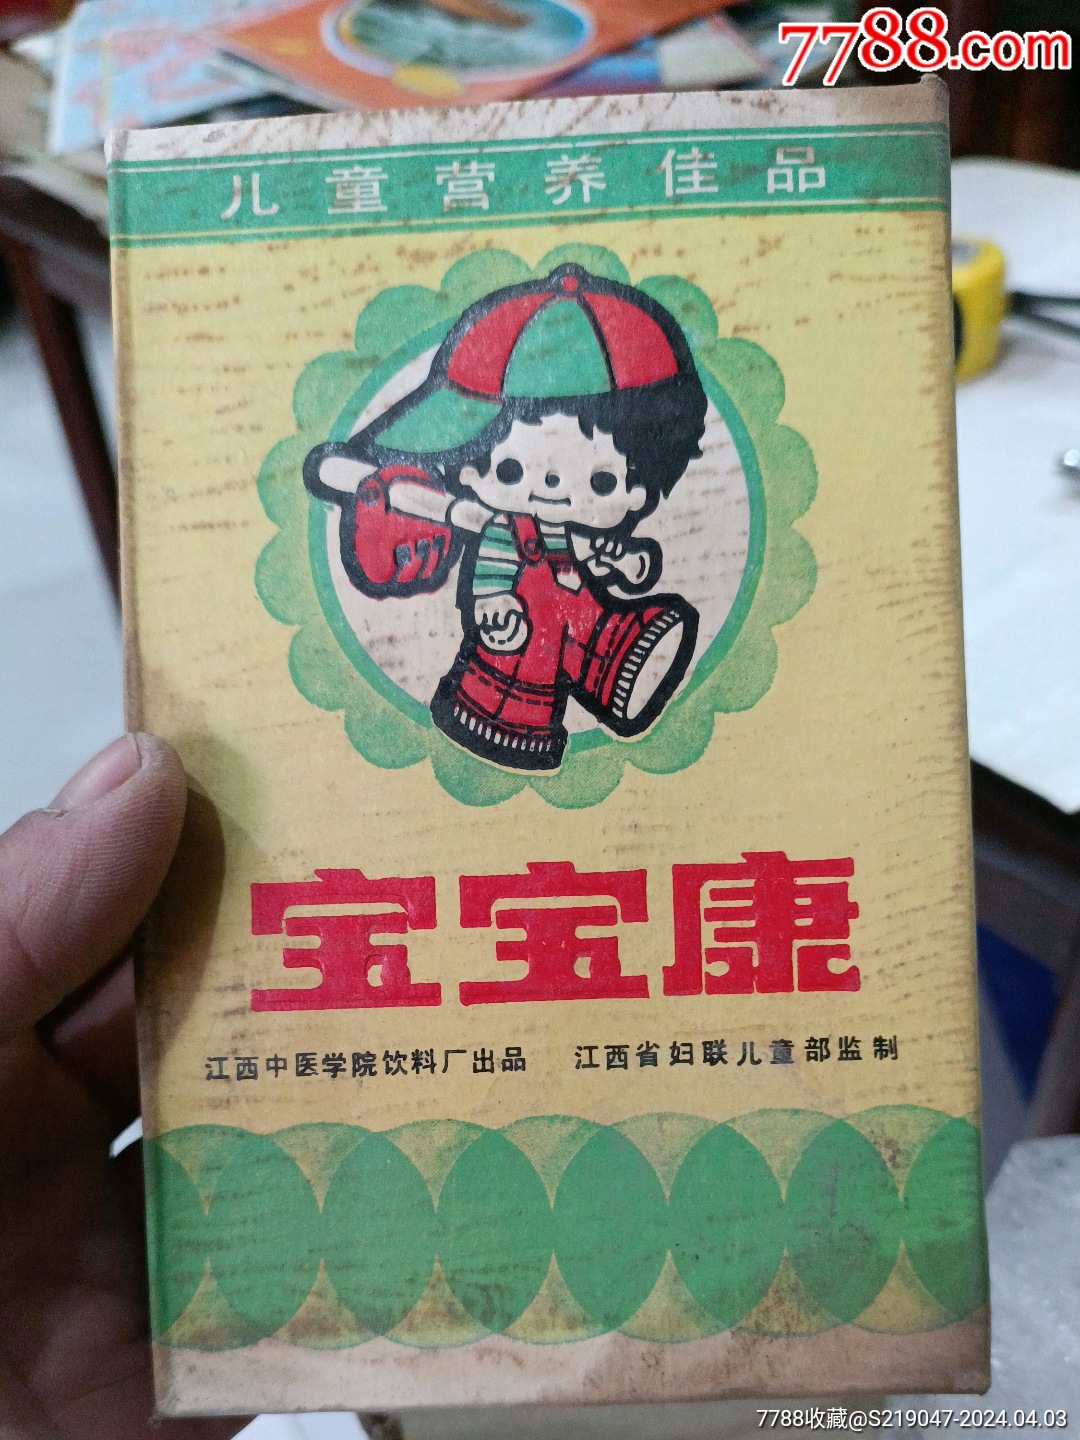 7788.com
儿童营养佳品
宝宝康
江西中医学院饮料厂出品 江西省妇联儿童部监制
7788收藏@S219047-2024.04.03